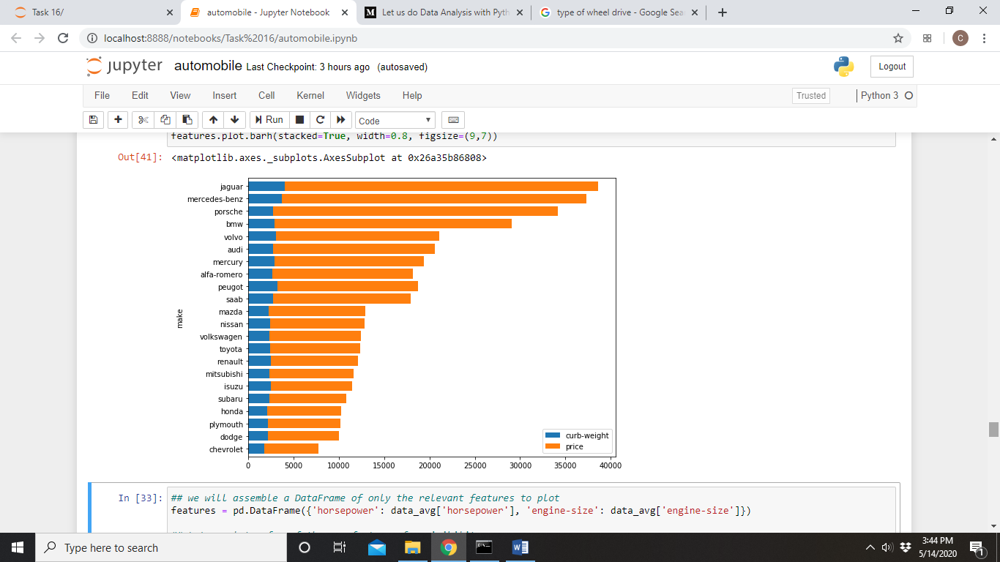 Task 16/
automobile - Jupyter Notebook
Let us do Data Analysis with Pyth
type of wheel drive - Google Sea
localhost:8888/notebooks/Task%2016/automobile.ipynb
C
jupyter automobile Last Checkpoint: 3 hours ago (autosaved)
Logout
File Edit View Insert Cell Kernel Widgets Help
Trusted
Python 3
Run
Code
features.plot.barh(stacked=True, width=0.8, figsize=(9,7))
Out[41]: <matplotlib.axes._subplots.AxesSubplot at 0x26a35b86808>
jaguar
mercedes-benz
porsche
bmw
volvo
audi
mercury
alfa-romero
peugot
saab
mazda
nissan
volkswagen
toyota
renault
mitsubishi
isuzu
subaru
honda
plymouth
dodge
chevrolet
make
curb-weight
price
0 5000 10000 15000 20000 25000 30000 35000 40000
In [33]: ## we will assemble a DataFrame of only the relevant features to plot
features = pd.DataFrame({'horsepower': data_avg['horsepower'], 'engine-size': data_avg['engine-size']})
Type here to search
3:44 PM
5/14/2020
1